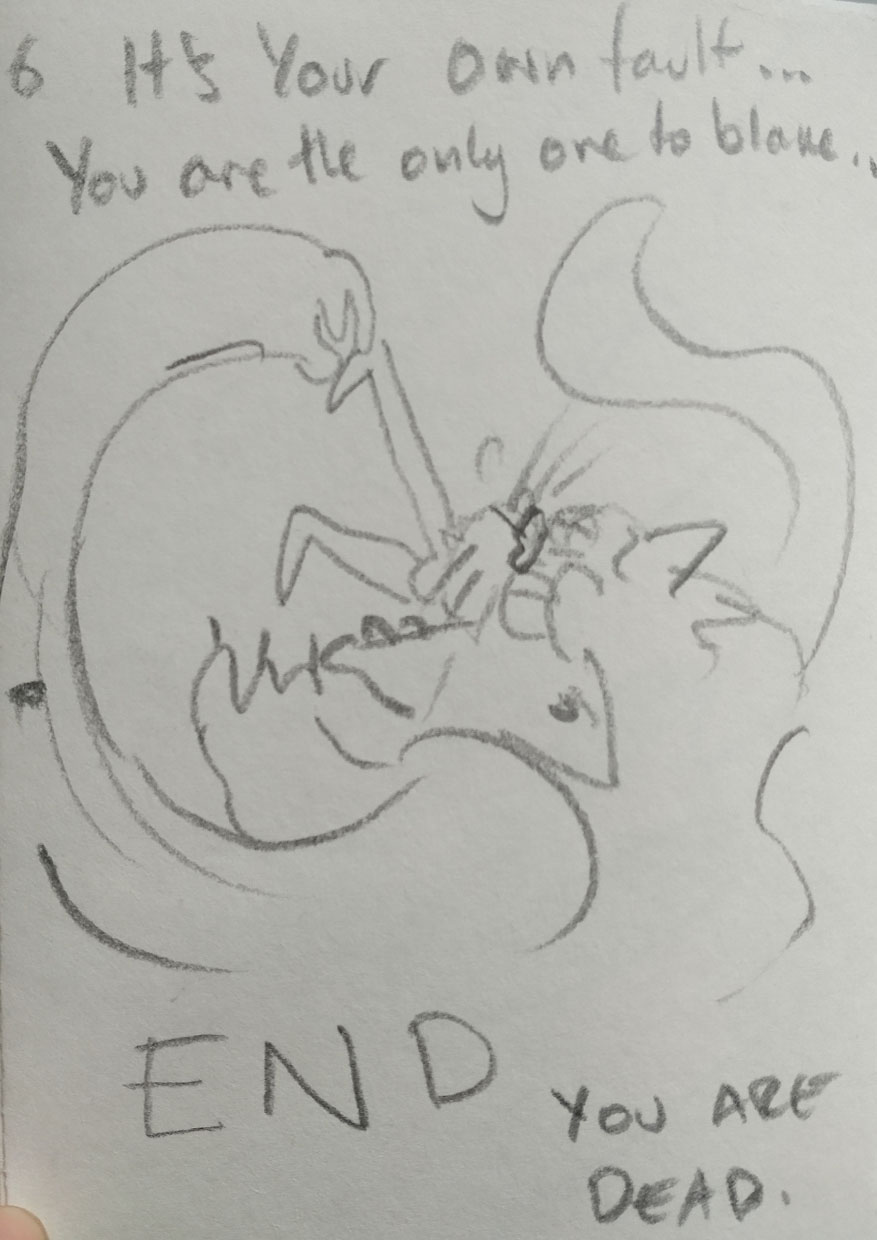 6 It's Your Own fault...
You are the only one to blame...
END
YOU ARE
DEAD.